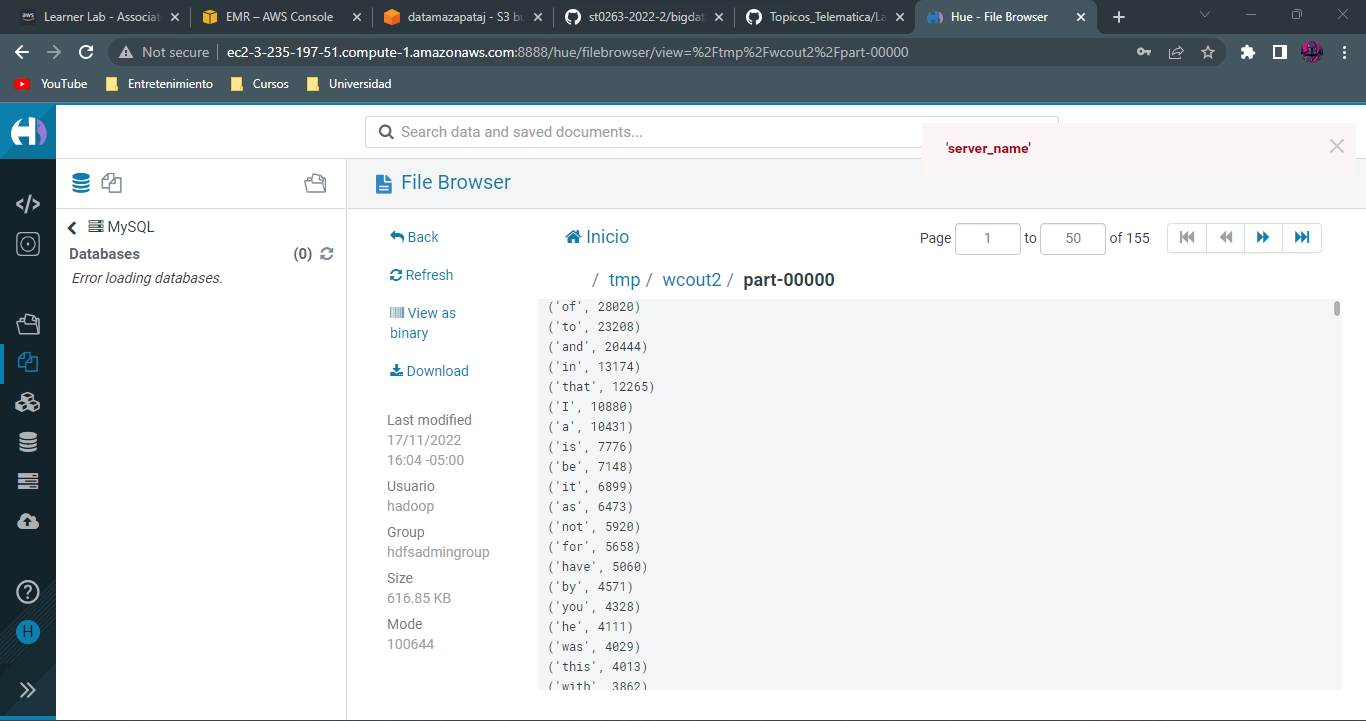 Learner Lab - Associat
EMR – AWS Console
datamazapataj - S3 bu
st0263-2022-2/bigdat
Topicos_Telematica/La
Hue - File Browser
Not secure
ec2-3-235-197-51.compute-1.amazonaws.com:8888/hue/filebrowser/view=%2Ftmp%2Fwcout2%2Fpart-00000
YouTube
Entretenimiento
Cursos
Universidad
Search data and saved documents...
'server_name'
File Browser
MySQL
Databases
(0)
Error loading databases.
Back
Refresh
View as
binary
Download
Last modified
17/11/2022
16:04 -05:00
Usuario
hadoop
Group
hdfsadmingroup
Size
616.85 KB
Mode
100644
Inicio
Page 1 to 50 of 155
/ tmp / wcout2 / part-00000
('of', 28020)
('to', 23208)
('and', 20444)
('in', 13174)
('that', 12265)
('I', 10880)
('a', 10431)
('is', 7776)
('be', 7148)
('it', 6899)
('as', 6473)
('not', 5920)
('for', 5658)
('have', 5060)
('by', 4571)
('you', 4328)
('he', 4111)
('was', 4029)
('this', 4013)
('with', 3862)
H